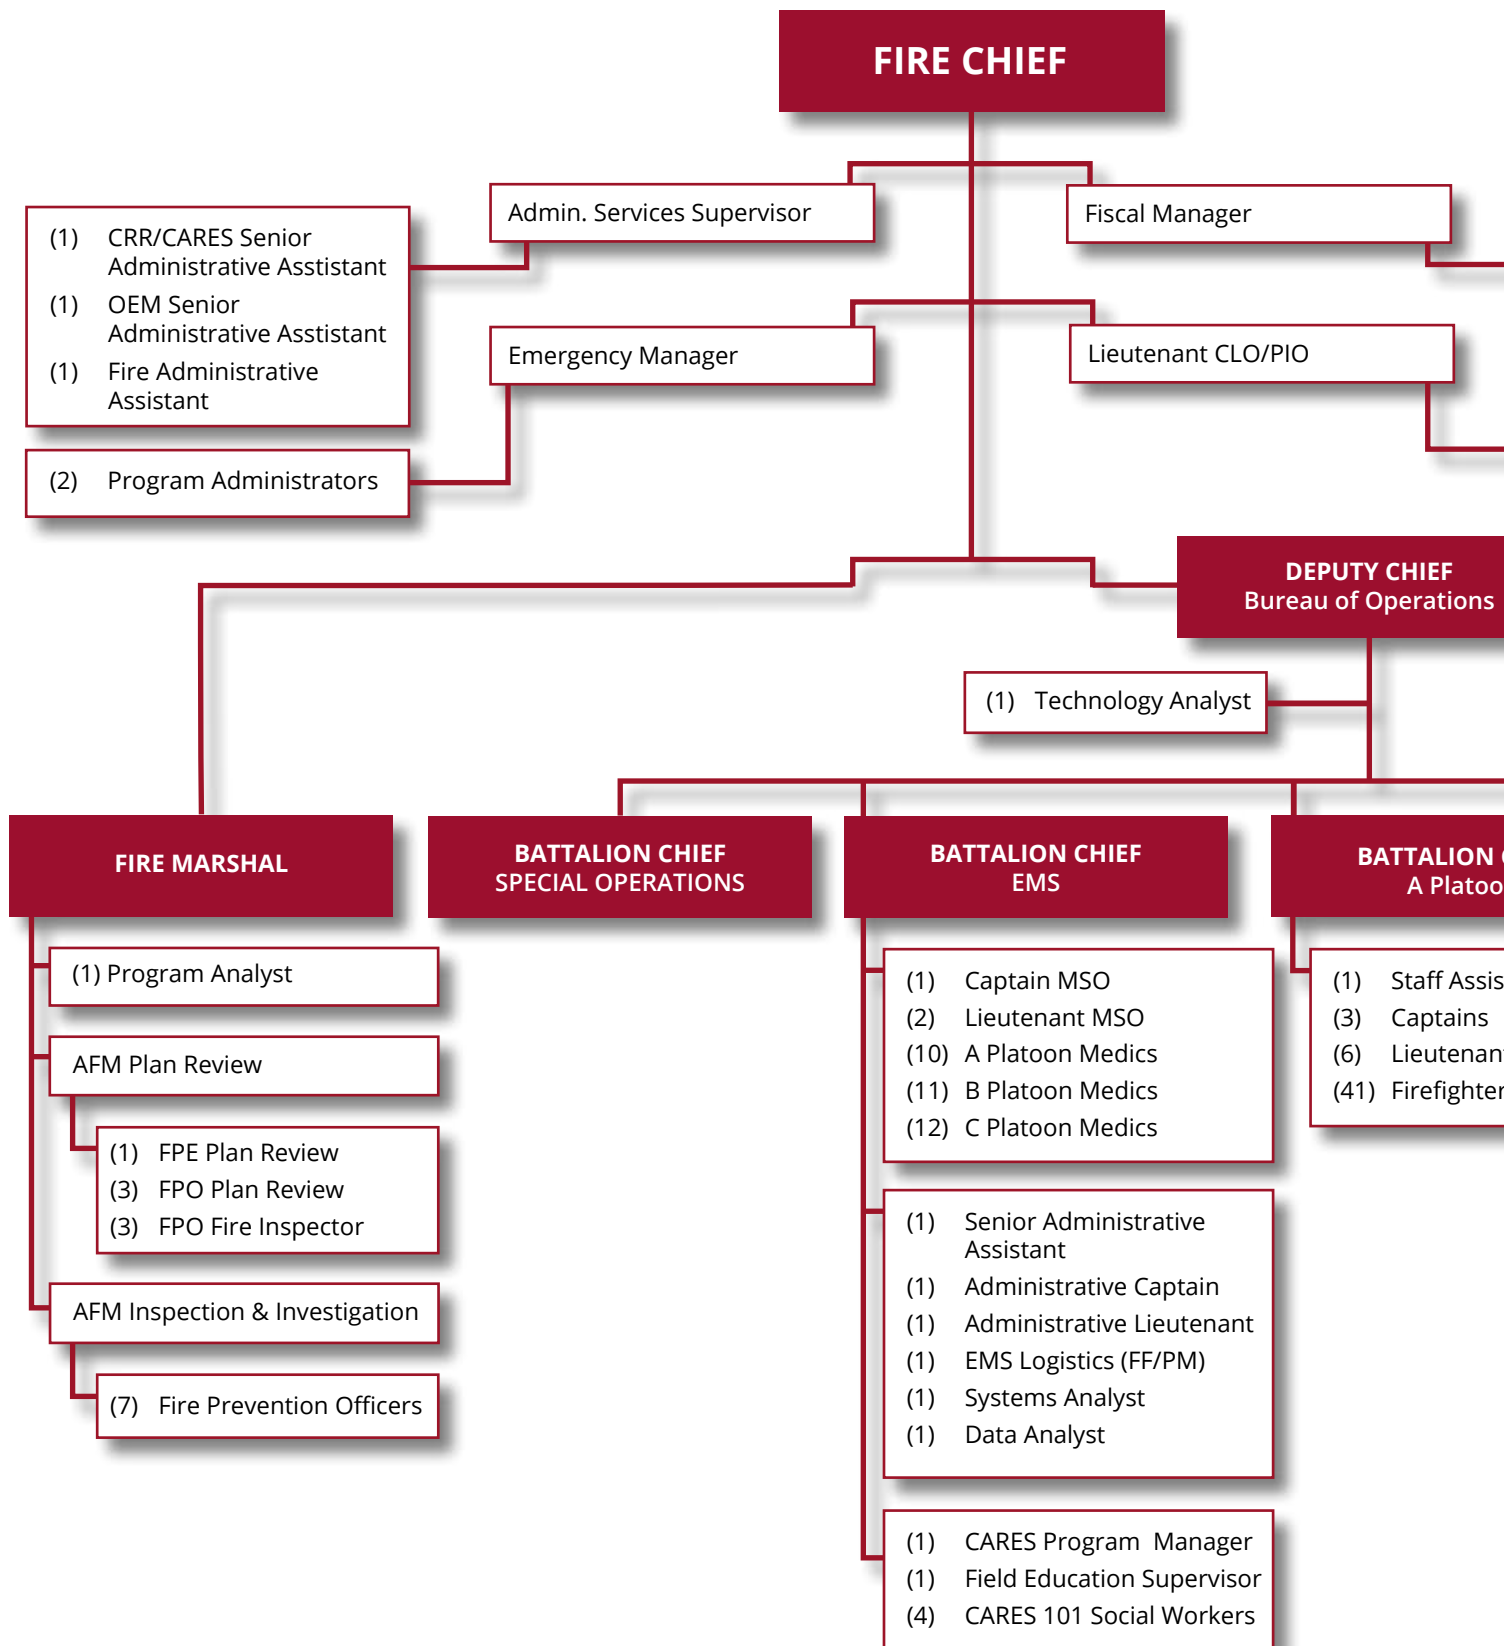 FIRE CHIEF
Admin. Services Supervisor
Fiscal Manager
(1) CRR/CARES Senior
Administrative Asstistant
(1) OEM Senior
Administrative Asstistant
(1) Fire Administrative
Assistant
Emergency Manager
Lieutenant CLO/PIO
(2) Program Administrators
DEPUTY CHIEF
Bureau of Operations
(1) Technology Analyst
FIRE MARSHAL
(1) Program Analyst
AFM Plan Review
(1) FPE Plan Review
(3) FPO Plan Review
(3) FPO Fire Inspector
AFM Inspection & Investigation
(7) Fire Prevention Officers
BATTALION CHIEF
SPECIAL OPERATIONS
BATTALION CHIEF
EMS
(1) Captain MSO
(2) Lieutenant MSO
(10) A Platoon Medics
(11) B Platoon Medics
(12) C Platoon Medics
(1) Senior Administrative
Assistant
(1) Administrative Captain
(1) Administrative Lieutenant
(1) EMS Logistics (FF/PM)
(1) Systems Analyst
(1) Data Analyst
(1) CARES Program Manager
(1) Field Education Supervisor
(4) CARES 101 Social Workers
BATTALION
A Platoo
(1) Staff Assis
(3) Captains
(6) Lieutenant
(41) Firefighter